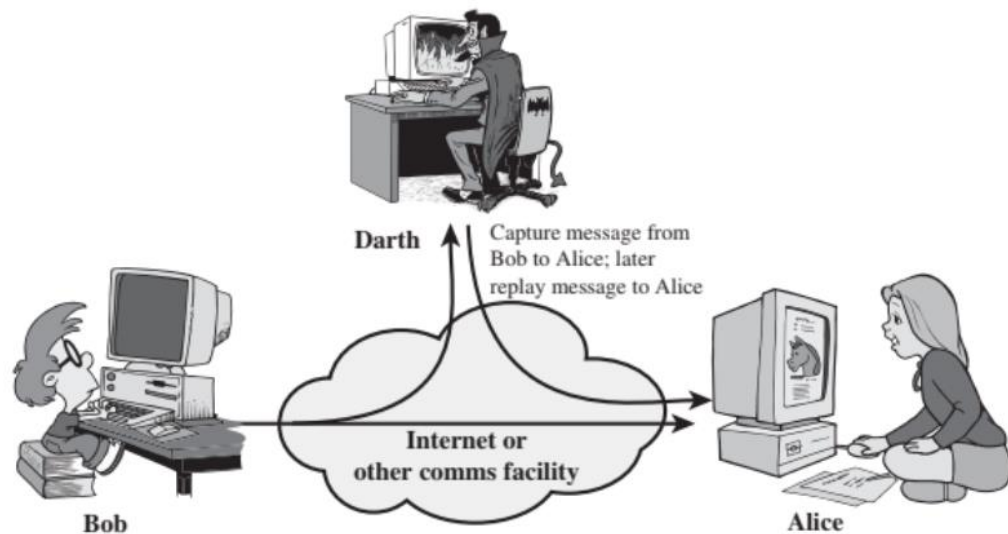 Darth
Capture message from
Bob to Alice; later
replay message to Alice
Internet or
other comms facility
Bob
Alice